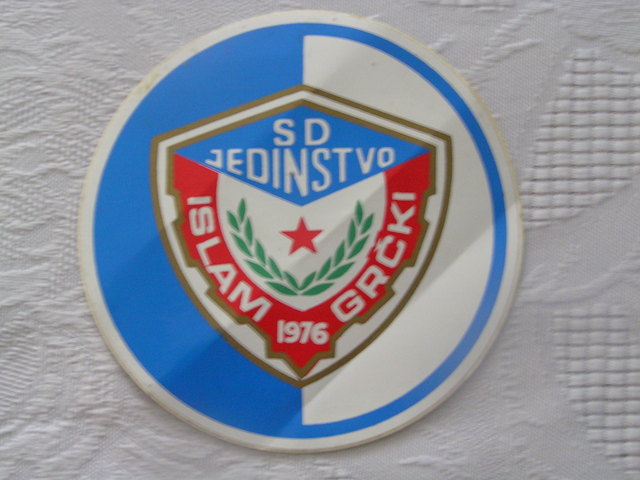 SD
JEDINSTVO
ISLAM GRČKI
1976